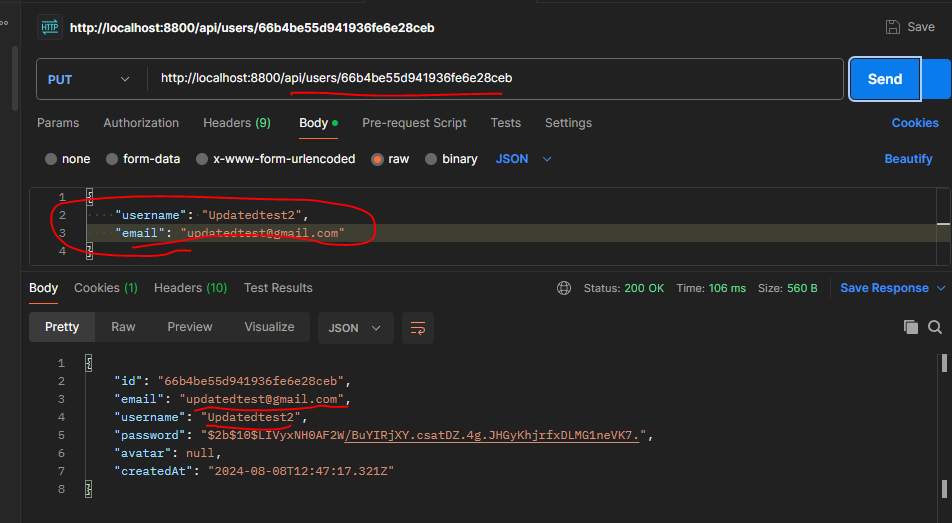 HTTP http://localhost:8800/api/users/66b4be55d941936fe6e28ceb Save
PUT http://localhost:8800/api/users/66b4be55d941936fe6e28ceb Send
Params Authorization Headers (9) Body Pre-request Script Tests Settings Cookies
none form-data x-www-form-urlencoded raw binary JSON Beautify
1 {
2 "username": "Updatedtest2",
3 "email": "updatedtest@gmail.com"
4 }
Body Cookies (1) Headers (10) Test Results Status: 200 OK Time: 106 ms Size: 560 B Save Response
Pretty Raw Preview Visualize JSON
1 {
2 "id": "66b4be55d941936fe6e28ceb",
3 "email": "updatedtest@gmail.com",
4 "username": "Updatedtest2",
5 "password": "$2b$10$LIVyxNH0AF2W/BuYIRjXY.csatDZ.4g.JHGyKhjrfxDLMG1neVK7.",
6 "avatar": null,
7 "createdAt": "2024-08-08T12:47:17.321Z"
8 }